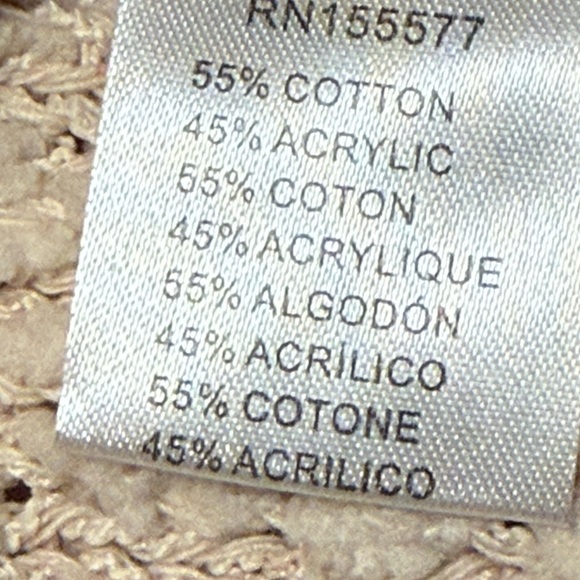 RN155577
55% COTTON
45% ACRYLIC
55% COTON
45% ACRYLIQUE
55% ALGODÓN
45% ACRÍLICO
55% COTONE
45% ACRILICO